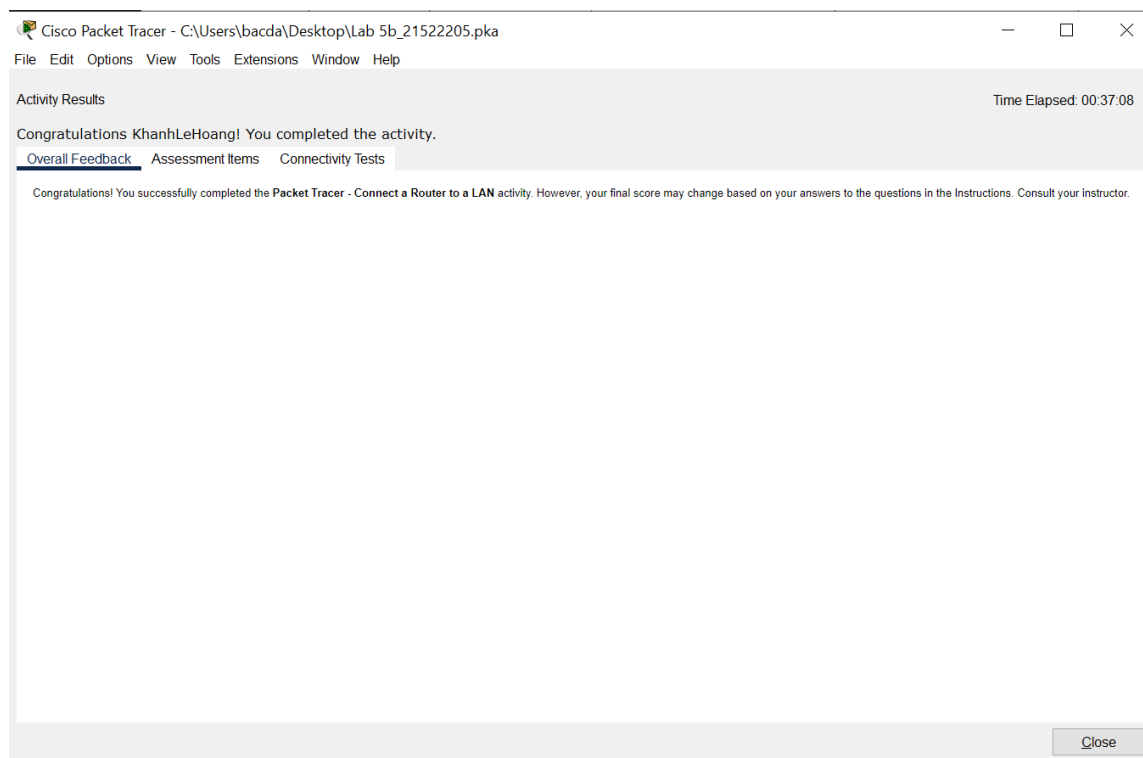 Cisco Packet Tracer - C:\Users\bacda\Desktop\Lab 5b_21522205.pka
File Edit Options View Tools Extensions Window Help
Activity Results Time Elapsed: 00:37:08
Congratulations KhanhLeHoang! You completed the activity.
Overall Feedback Assessment Items Connectivity Tests
Congratulations! You successfully completed the Packet Tracer - Connect a Router to a LAN activity. However, your final score may change based on your answers to the questions in the Instructions. Consult your instructor.
Close